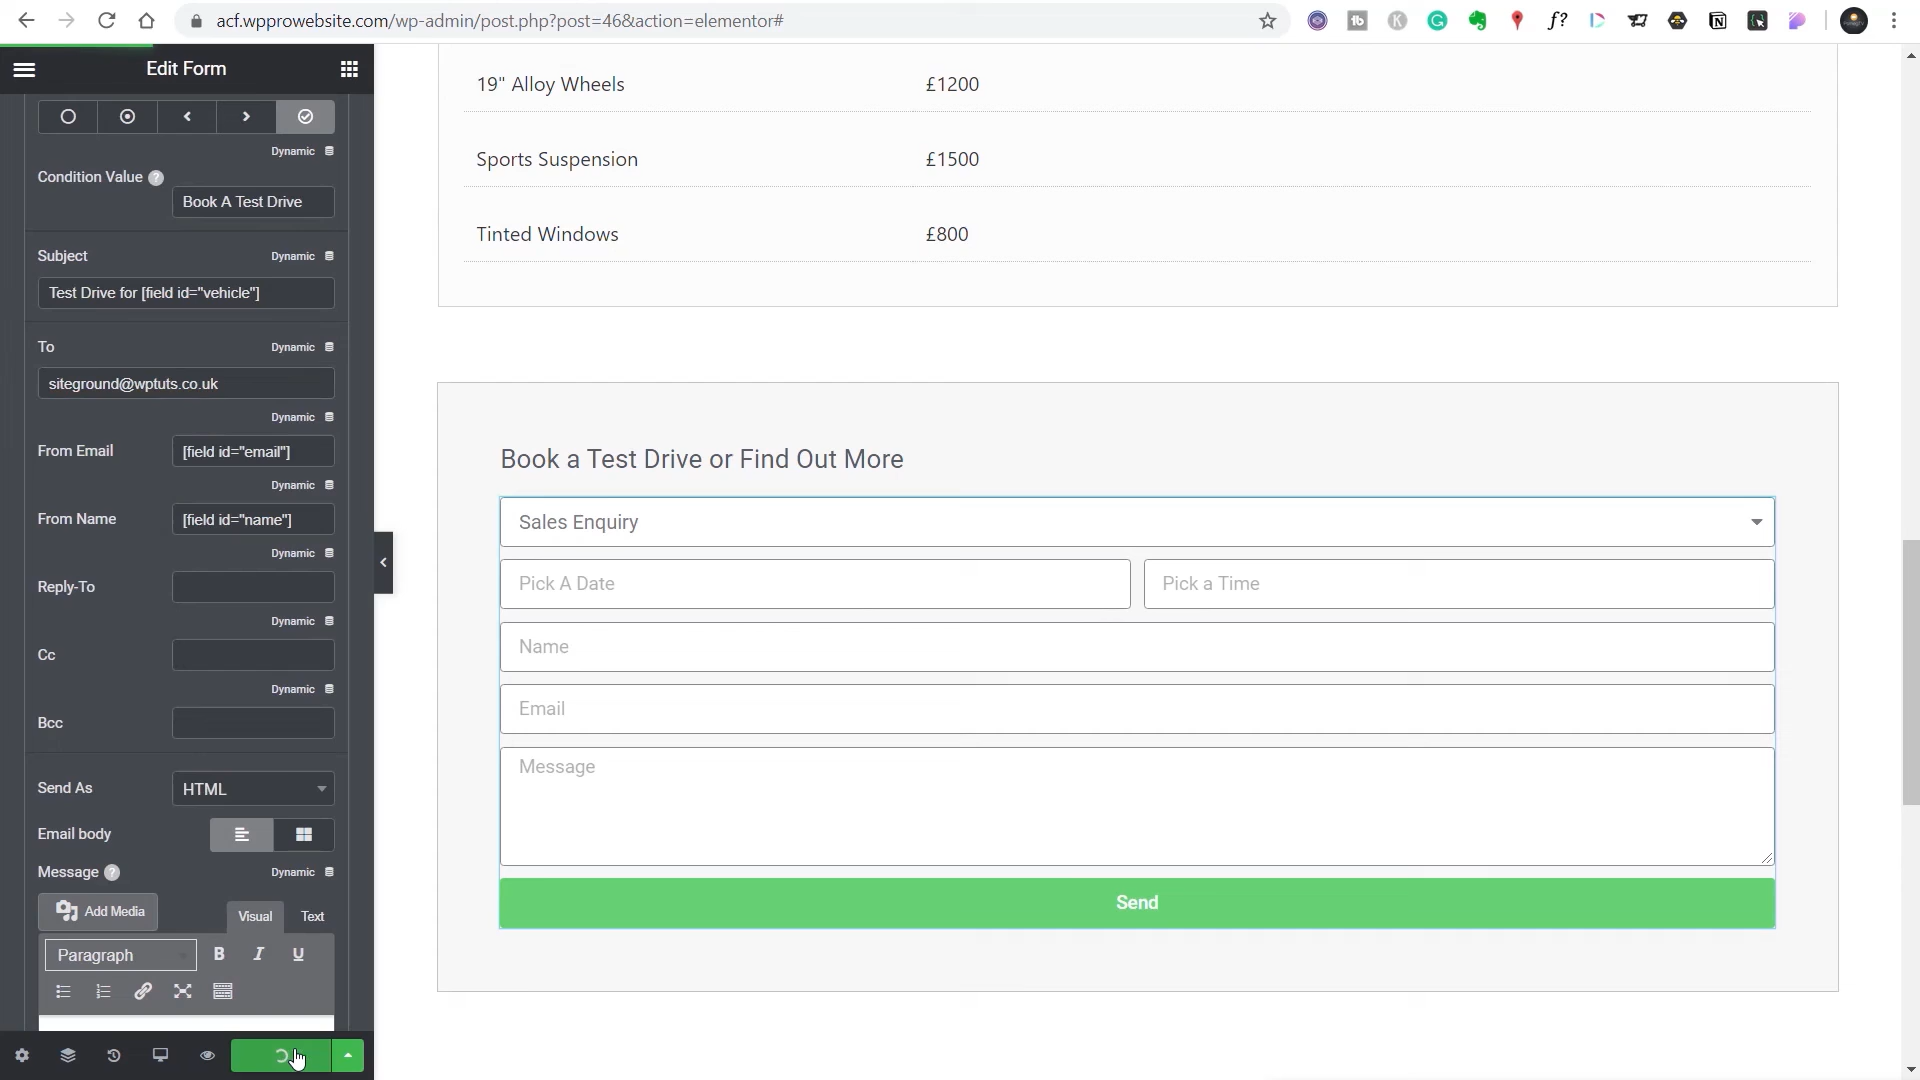 acf.wpprowebsite.com/wp-admin/post.php?post=46&action=elementor#
Edit Form
Dynamic
Condition Value
Book A Test Drive
Subject
Dynamic
Test Drive for [field id="vehicle"]
To
Dynamic
siteground@wptuts.co.uk
Dynamic
From Email
[field id="email"]
Dynamic
From Name
[field id="name"]
Dynamic
Reply-To
Dynamic
Cc
Dynamic
Bcc
Send As
HTML
Email body
Message
Dynamic
Add Media
Visual
Text
Paragraph
B I U
19" Alloy Wheels
£1200
Sports Suspension
£1500
Tinted Windows
£800
Book a Test Drive or Find Out More
Sales Enquiry
Pick A Date
Pick a Time
Name
Email
Message
Send